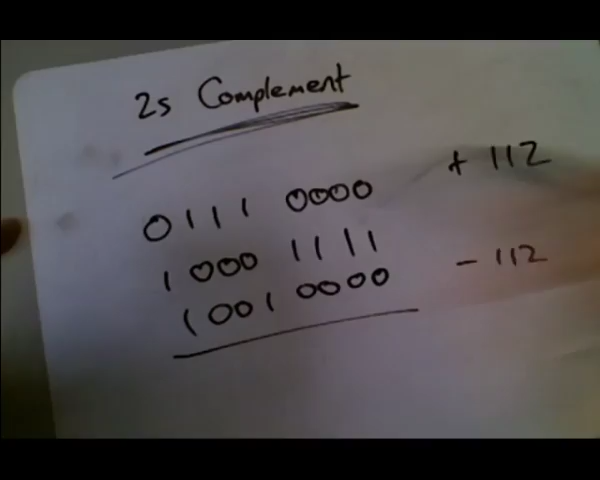 2s Complement
0111 0000 + 112
1000 1111
1001 0000 - 112